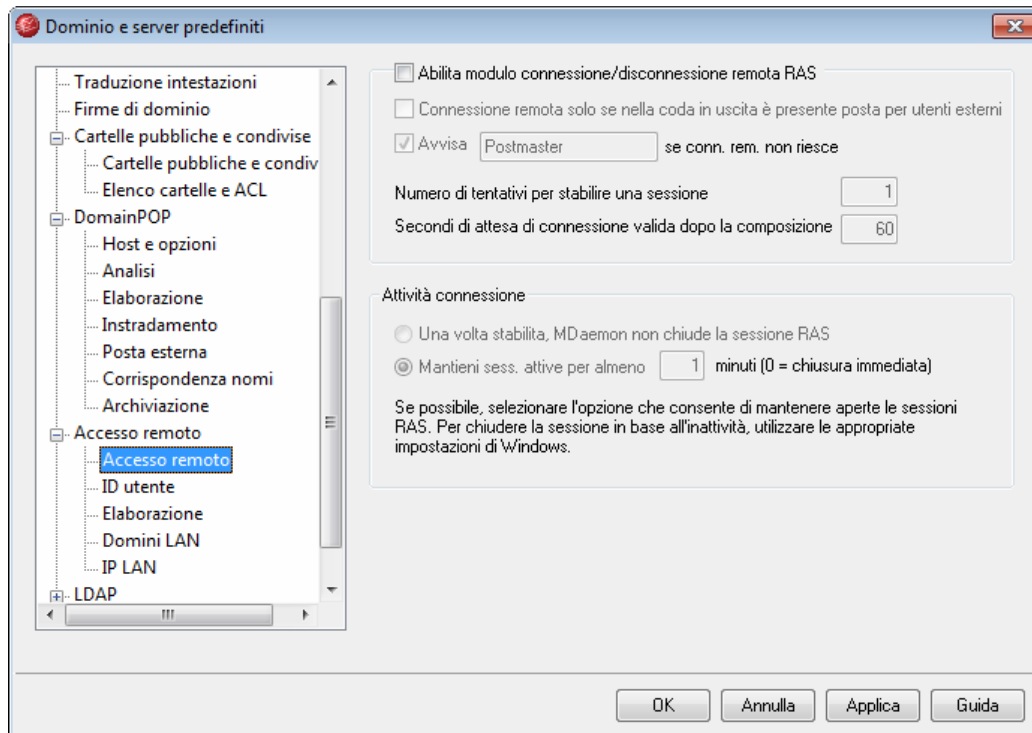 Dominio e server predefiniti
Traduzione intestazioni
Firme di dominio
Cartelle pubbliche e condivise
Cartelle pubbliche e condiv
Elenco cartelle e ACL
DomainPOP
Host e opzioni
Analisi
Elaborazione
Instradamento
Posta esterna
Corrispondenza nomi
Archiviazione
Accesso remoto
Accesso remoto
ID utente
Elaborazione
Domini LAN
IP LAN
LDAP
Abilita modulo connessione/disconnessione remota RAS
Connessione remota solo se nella coda in uscita è presente posta per utenti esterni
Avvisa Postmaster se conn. rem. non riesce
Numero di tentativi per stabilire una sessione 1
Secondi di attesa di connessione valida dopo la composizione 60
Attività connessione
Una volta stabilita, MDaemon non chiude la sessione RAS
Mantieni sess. attive per almeno 1 minuti (0 = chiusura immediata)
Se possibile, selezionare l'opzione che consente di mantenere aperte le sessioni
RAS. Per chiudere la sessione in base all'inattività, utilizzare le appropriate
impostazioni di Windows.
OK Annulla Applica Guida